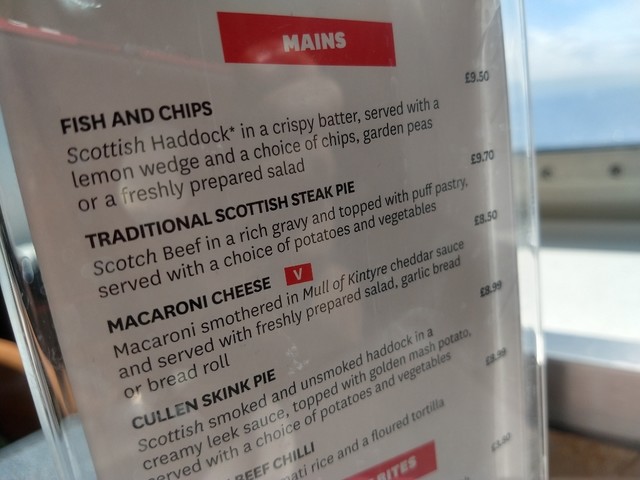 MAINS
£9.50
FISH AND CHIPS
Scottish Haddock* in a crispy batter, served with a
lemon wedge and a choice of chips, garden peas
or a freshly prepared salad
£9.70
TRADITIONAL SCOTTISH STEAK PIE
Scotch Beef in a rich gravy and topped with puff pastry,
served with a choice of potatoes and vegetables
£8.50
MACARONI CHEESE V
Macaroni smothered in Mull of Kintyre cheddar sauce
and served with freshly prepared salad, garlic bread
or bread roll
£8.99
CULLEN SKINK PIE
Scottish smoked and unsmoked haddock in a
creamy leek sauce, topped with golden mash potato,
served with a choice of potatoes and vegetables
BEEF CHILLI
rice and a floured tortilla